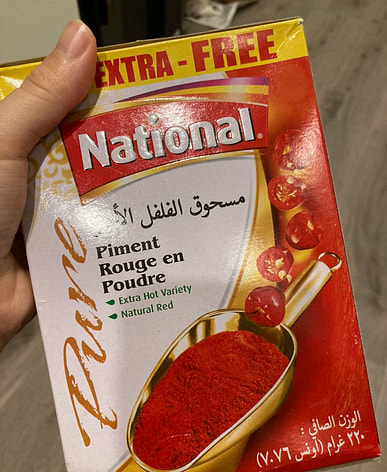 EXTRA - FREE
National®
مسحوق الفلفل
Pure
Piment
Rouge en
Poudre
Extra Hot Variety
Natural Red
الوزن الصافي :
٢٢٠ غرام (اونس ٧.٧٦)